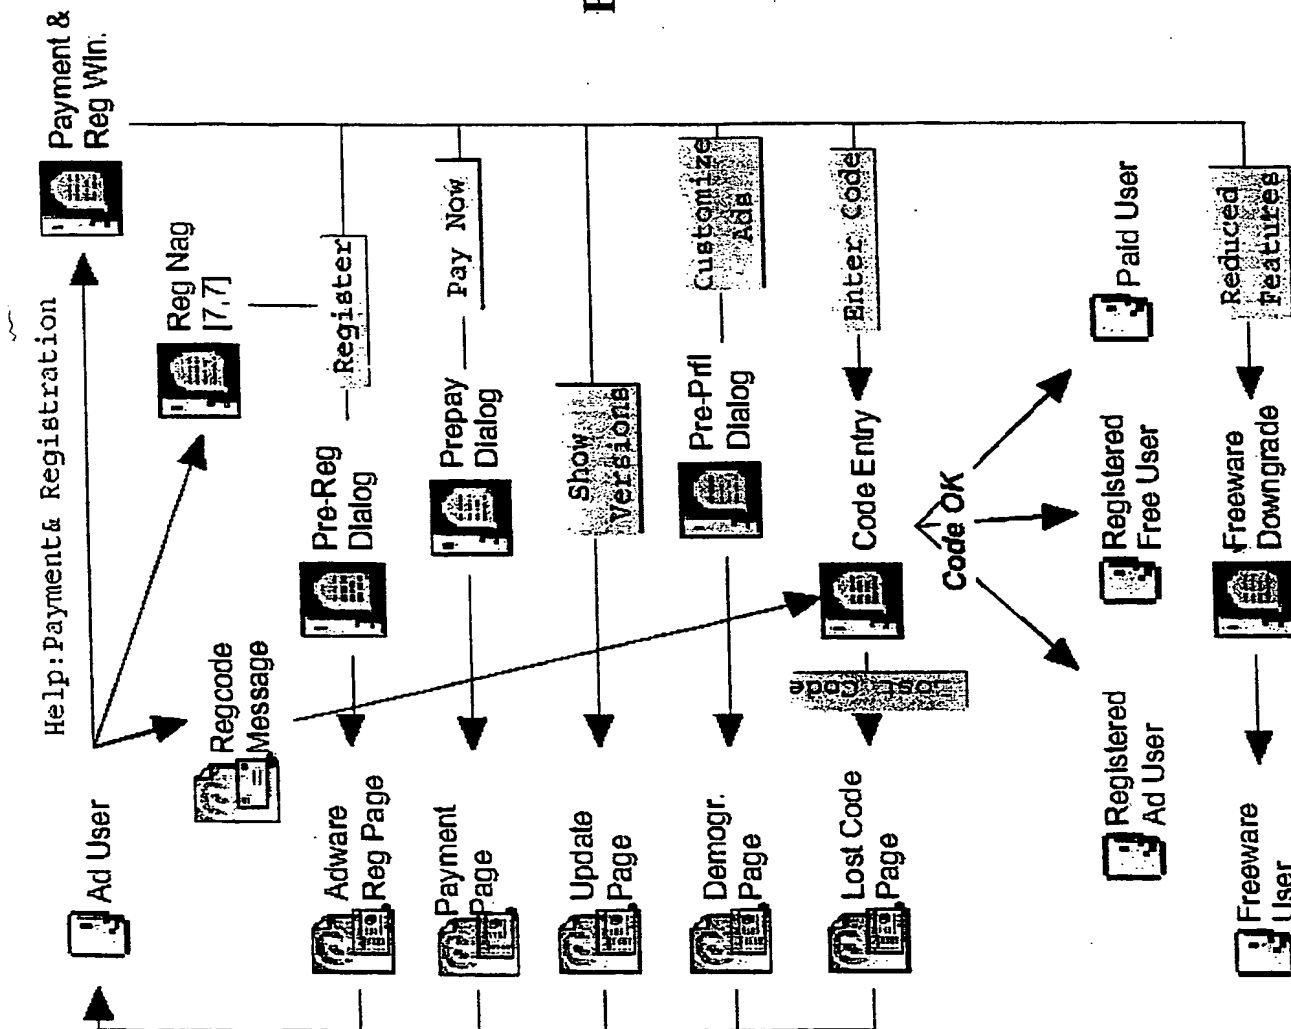 Help:Payment& Registration
Payment &
Reg Win.
Reg Nag
[7,7]
Ad User
Regcode
Message
Register
Pre-Reg
Dialog
Adware
Reg Page
Pay Now
Prepay
Dialog
Payment
Page
Show
Versions
Update
Page
Customize
Ads
Pre-Prfl
Dialog
Demogr.
Page
Enter Code
Code Entry
Lost Code
Lost Code
Page
Code OK
Paid User
Registered
Free User
Registered
Ad User
Reduced
Features
Freeware
Downgrade
Freeware
User